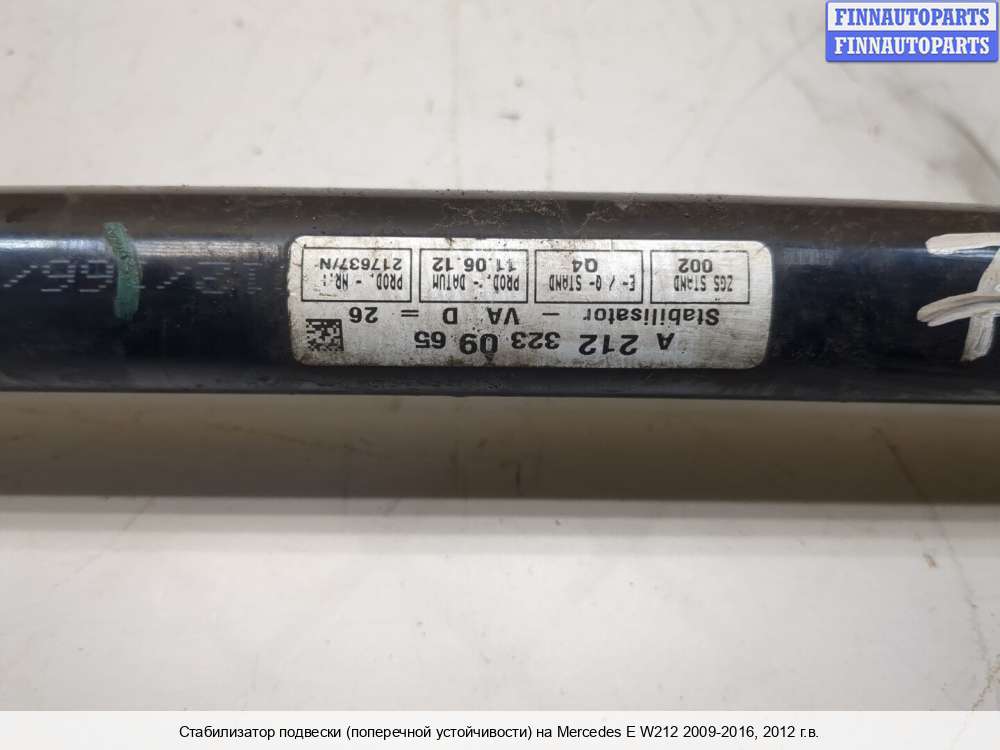 FINNAUTOPARTS
FINNAUTOPARTS
A 212 323 09 65
Stabilisator - VA D = 26
ZGS STAND
002
E- / Q- STAND
Q4
PROD. - DATUM
11.06.12
PROD. - NR.:
217637/N
Стабилизатор подвески (поперечной устойчивости) на Mercedes E W212 2009-2016, 2012 г.в.